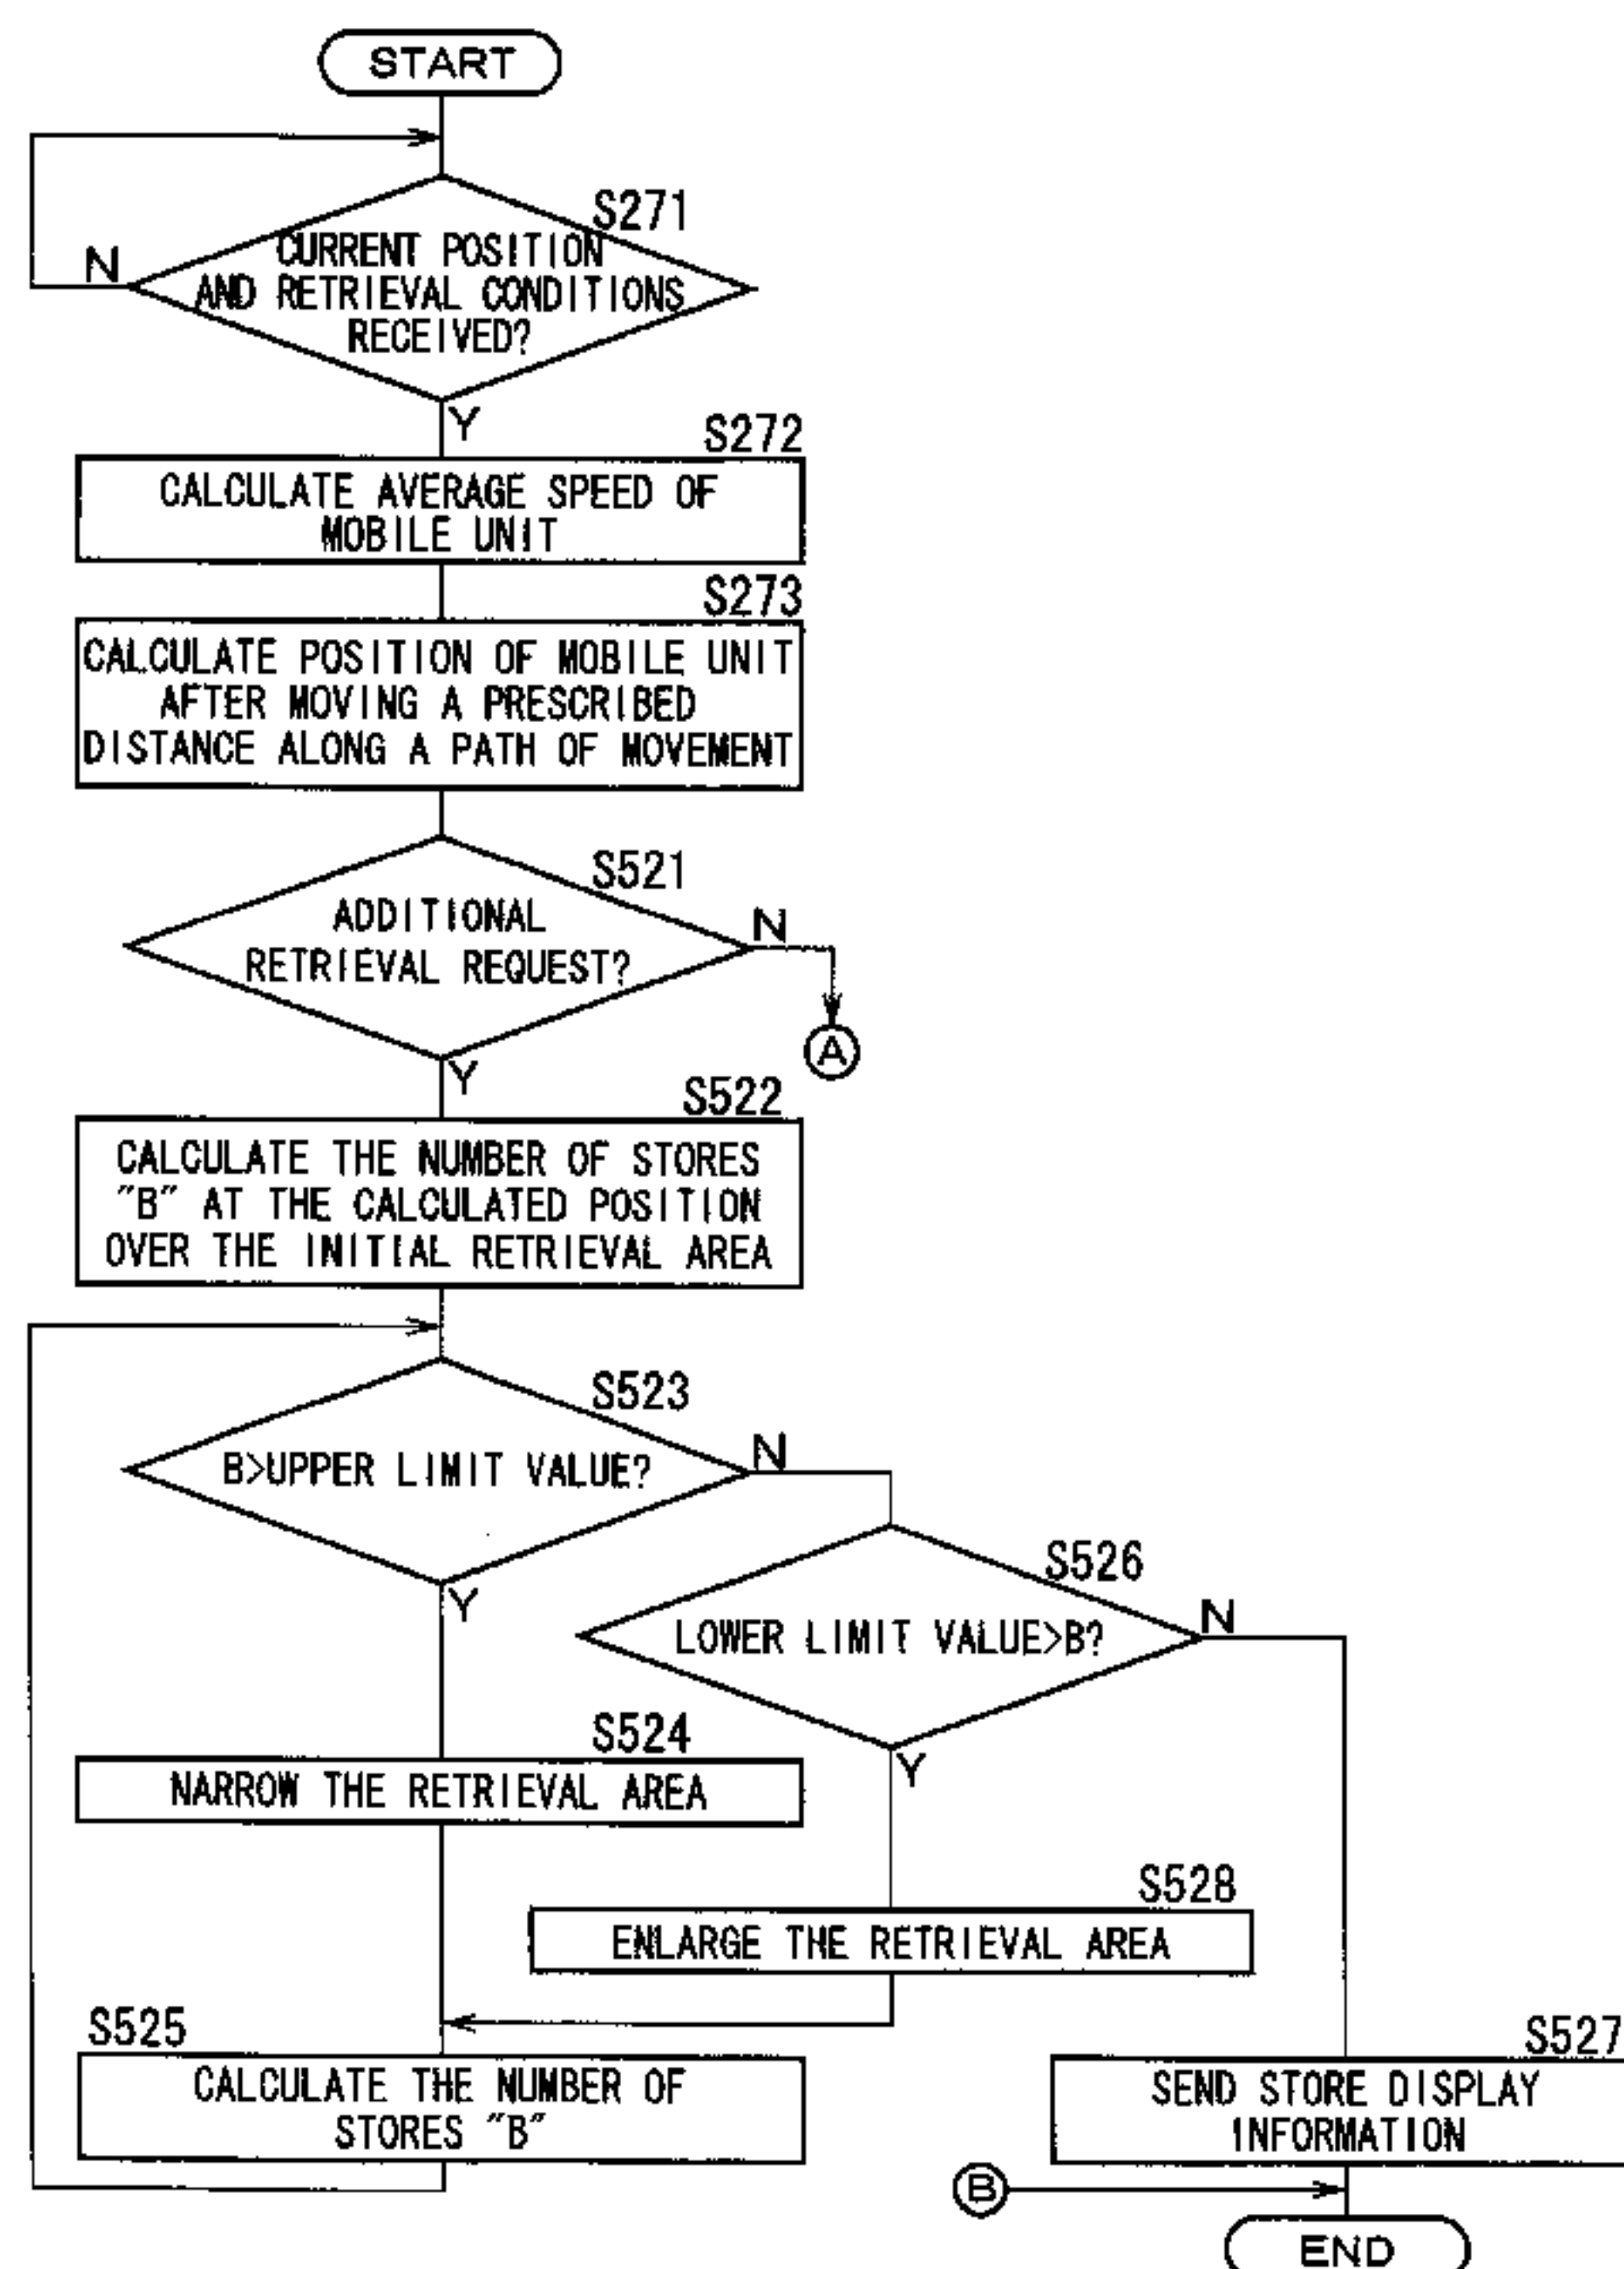 START
S271
N
CURRENT POSITION
AND RETRIEVAL CONDITIONS
RECEIVED?
Y
S272
CALCULATE AVERAGE SPEED OF
MOBILE UNIT
S273
CALCULATE POSITION OF MOBILE UNIT
AFTER MOVING A PRESCRIBED
DISTANCE ALONG A PATH OF MOVEMENT
S521
ADDITIONAL
RETRIEVAL REQUEST?
N
A
Y
S522
CALCULATE THE NUMBER OF STORES
"B" AT THE CALCULATED POSITION
OVER THE INITIAL RETRIEVAL AREA
S523
B>UPPER LIMIT VALUE?
N
Y
S526
LOWER LIMIT VALUE>B?
N
Y
S524
NARROW THE RETRIEVAL AREA
S528
ENLARGE THE RETRIEVAL AREA
S525
CALCULATE THE NUMBER OF
STORES "B"
S527
SEND STORE DISPLAY
INFORMATION
B
END